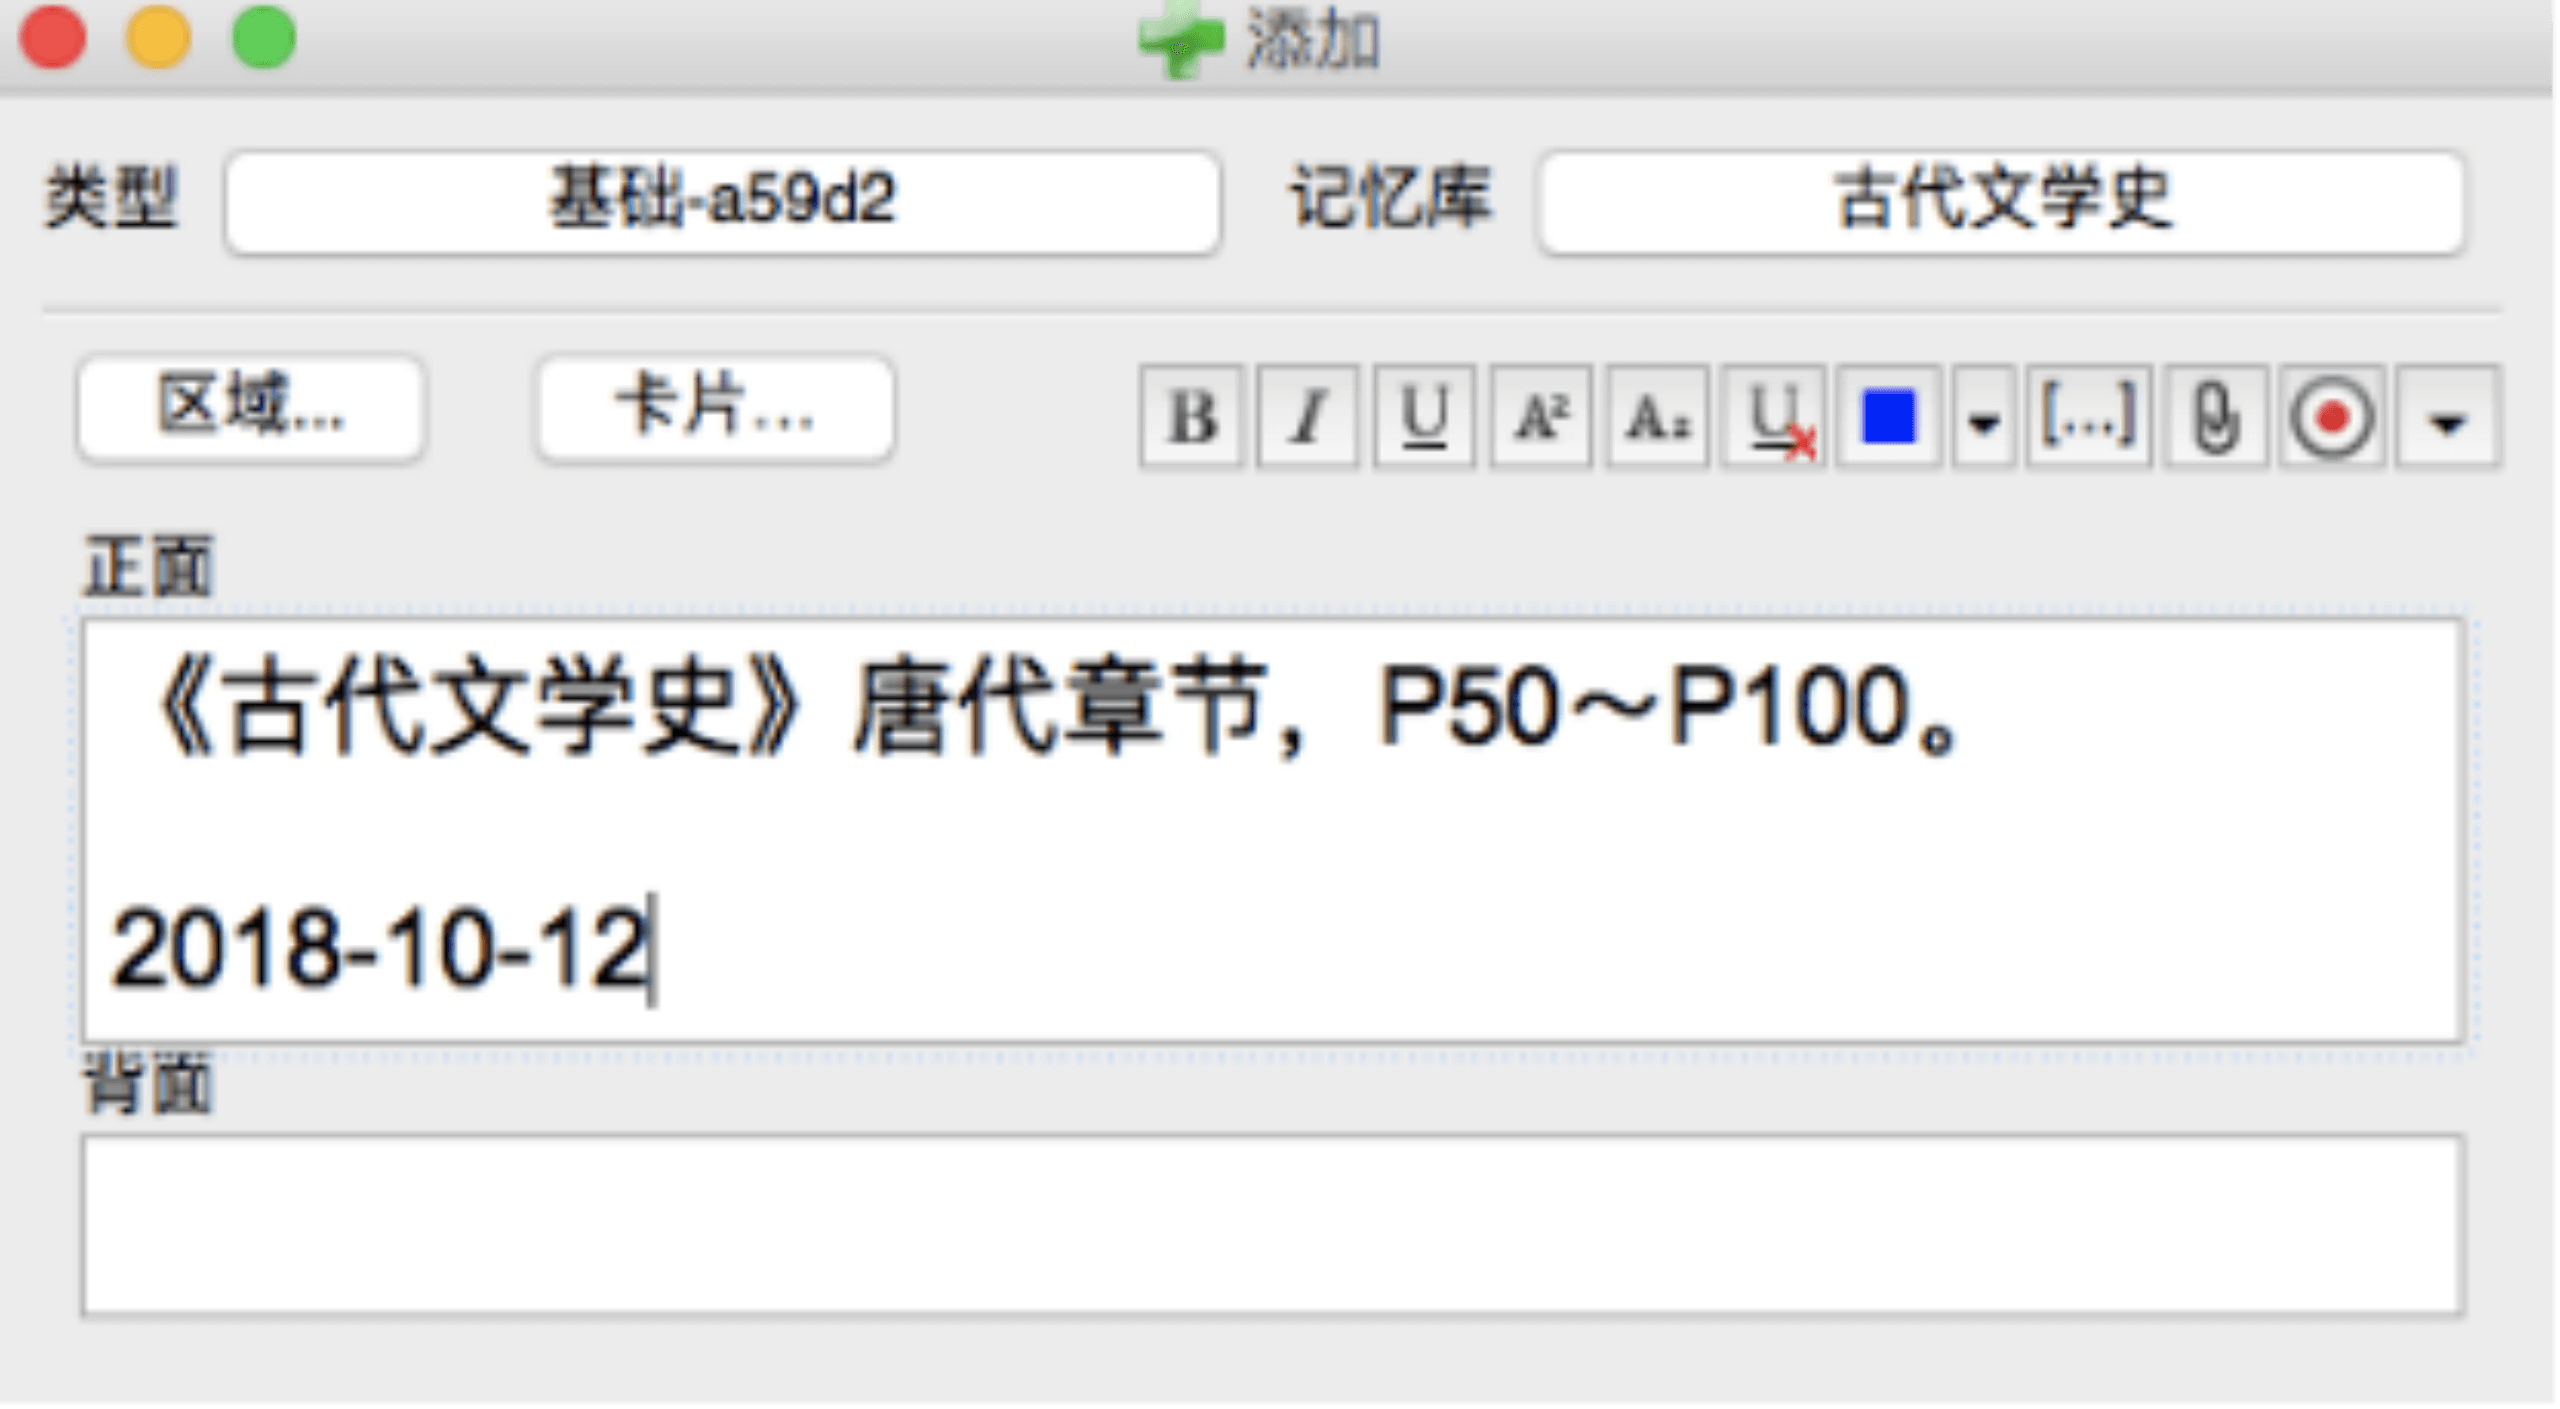 添加
类型 基础-a59d2 记忆库 古代文学史
区域... 卡片... B I U A² A₂ U [...]
正面
《古代文学史》唐代章节，P50～P100。
2018-10-12
背面